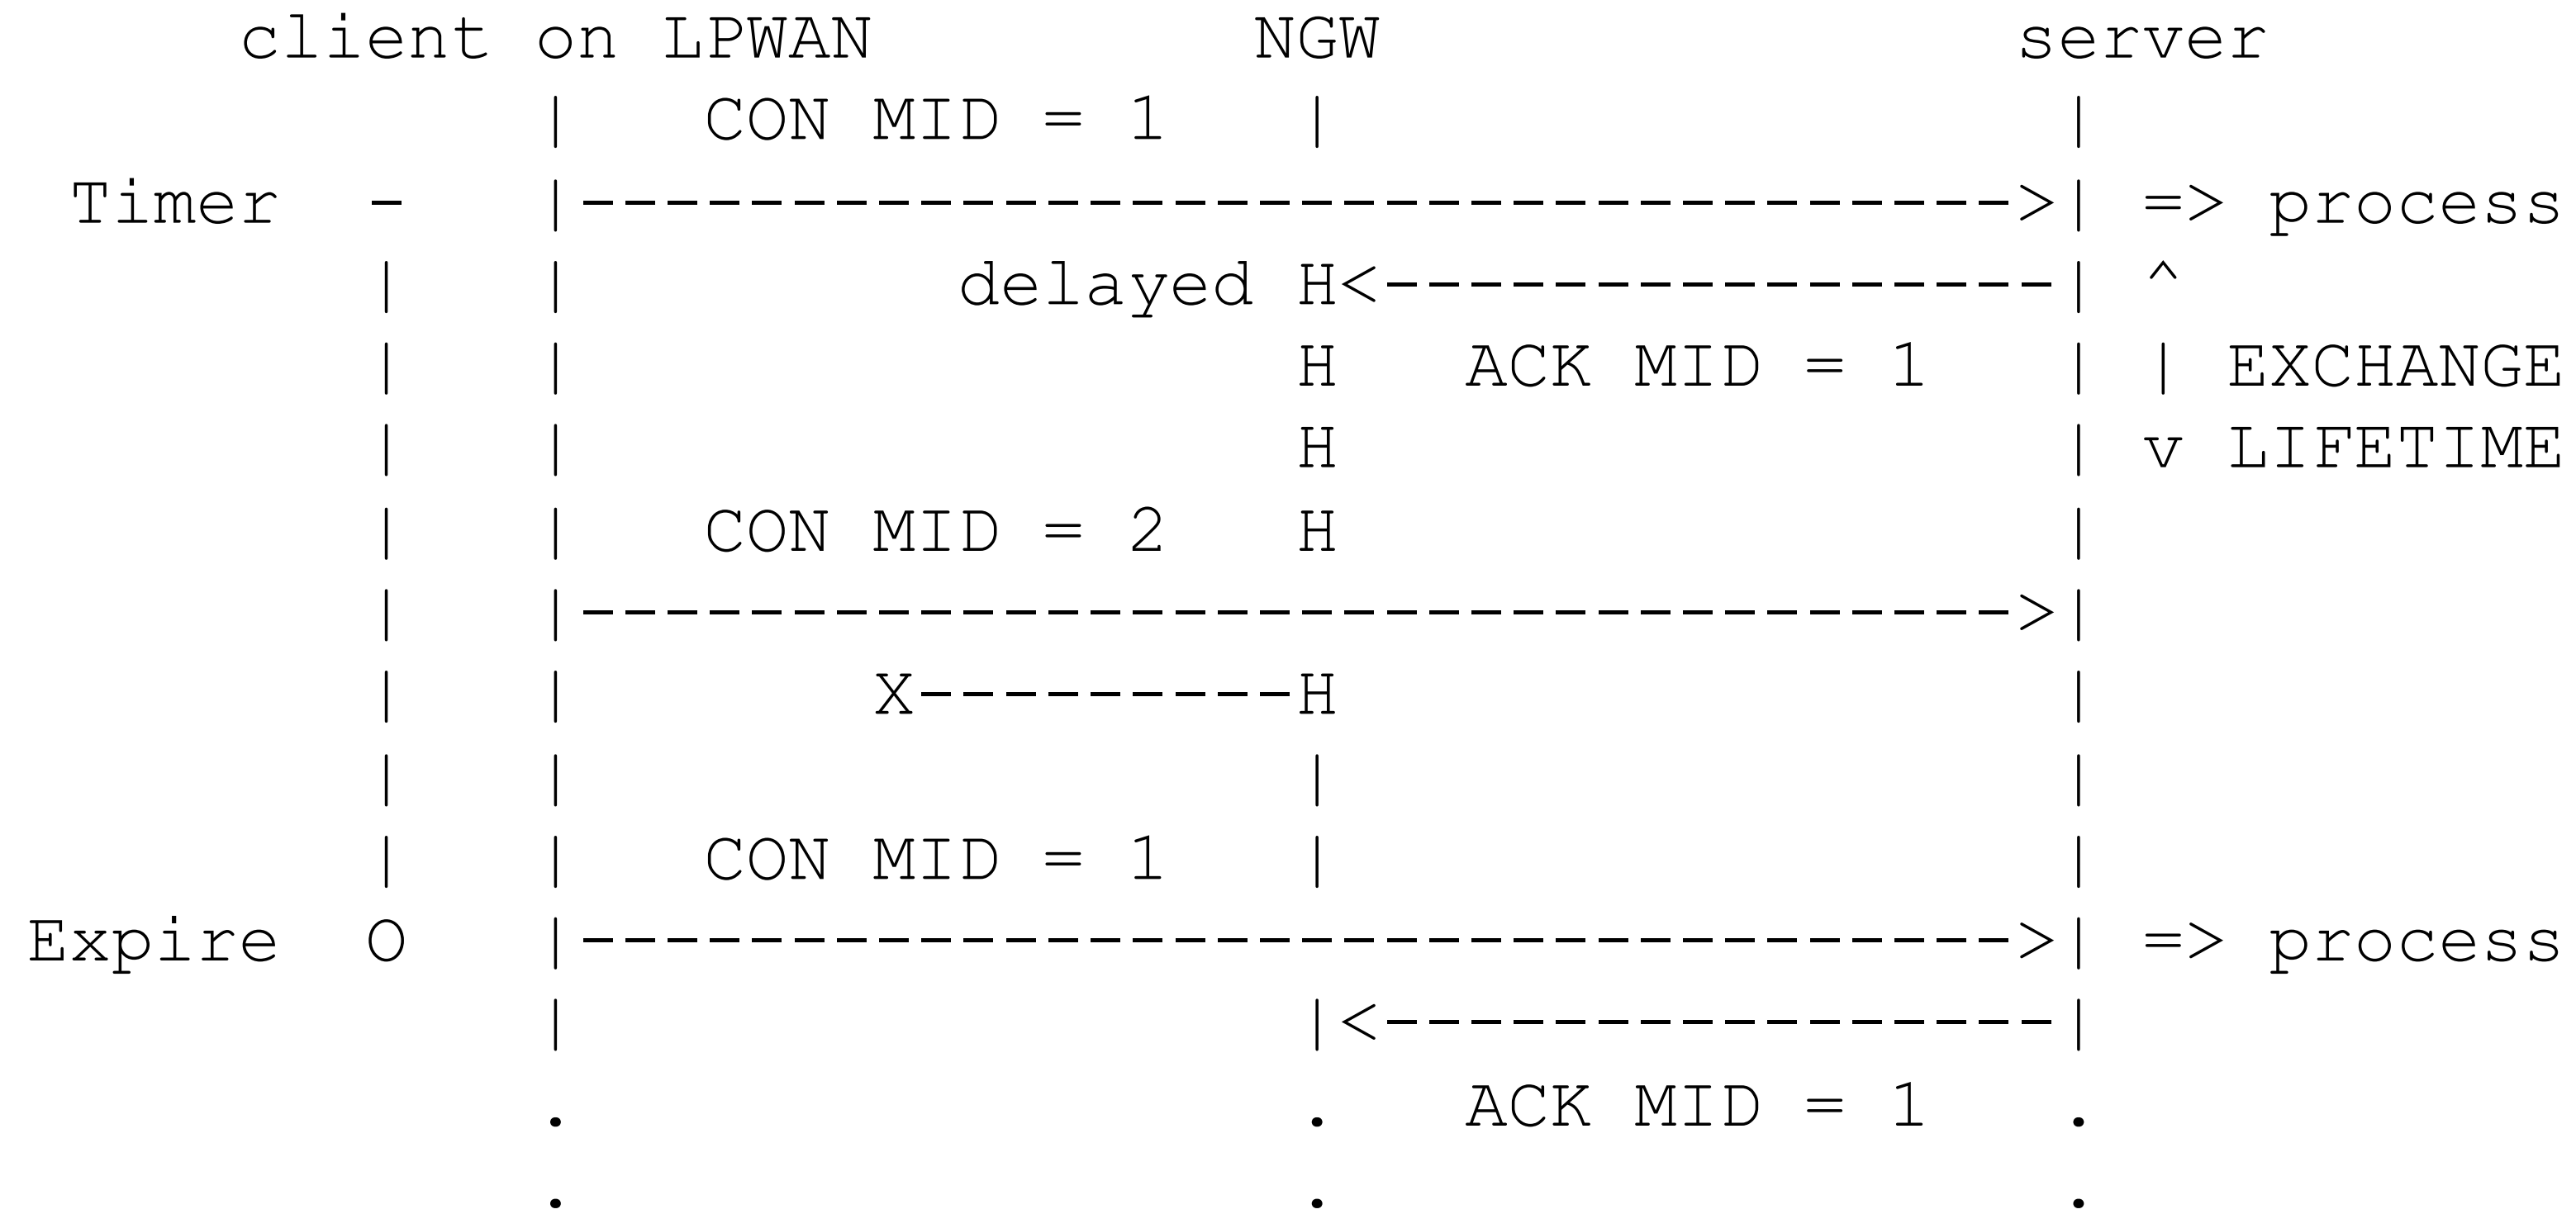 client on LPWAN NGW server
| CON MID = 1 | |
Timer - |---------------------------------->| => process
| | delayed H<----------------| ^
| | H ACK MID = 1 | | EXCHANGE
| | H | v LIFETIME
| | CON MID = 2 H |
| |---------------------------------->|
| | X---------H |
| | | |
| | CON MID = 1 | |
Expire O |---------------------------------->| => process
| |<----------------|
. . ACK MID = 1 .
. . .